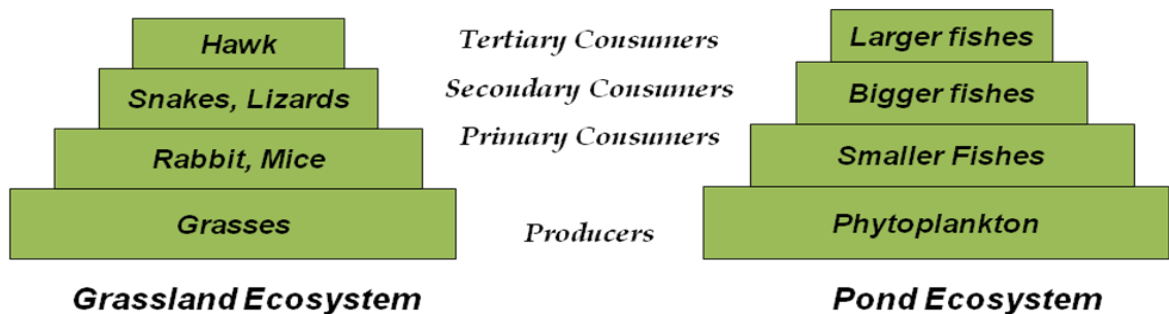 Hawk
Snakes, Lizards
Rabbit, Mice
Grasses
Grassland Ecosystem
Tertiary Consumers
Secondary Consumers
Primary Consumers
Producers
Larger fishes
Bigger fishes
Smaller Fishes
Phytoplankton
Pond Ecosystem